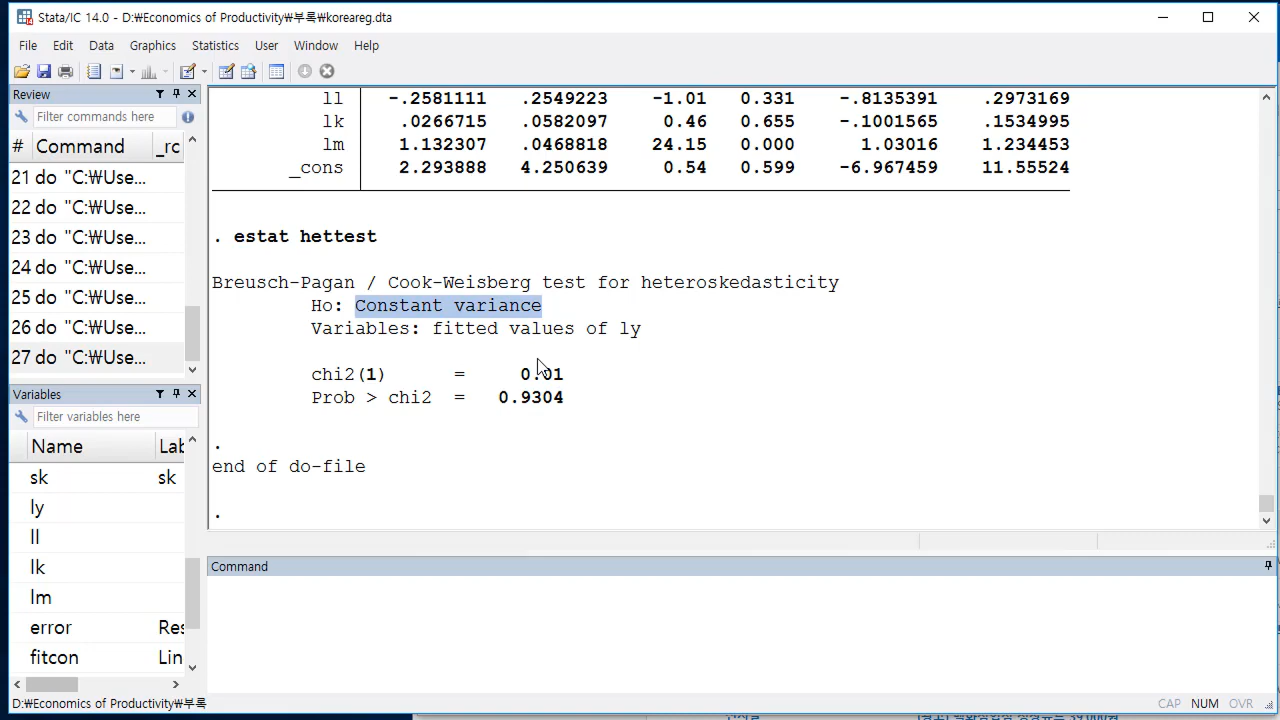 Stata/IC 14.0 - D:₩Economics of Productivity₩부록₩koreareg.dta
File Edit Data Graphics Statistics User Window Help
Review
Filter commands here
# Command _rc
21 do "C:₩Use...
22 do "C:₩Use...
23 do "C:₩Use...
24 do "C:₩Use...
25 do "C:₩Use...
26 do "C:₩Use...
27 do "C:₩Use...
Variables
Filter variables here
Name Lab
sk sk
ly
ll
lk
lm
error Res
fitcon Lin
ll -.2581111 .2549223 -1.01 0.331 -.8135391 .2973169
lk .0266715 .0582097 0.46 0.655 -.1001565 .1534995
lm 1.132307 .0468818 24.15 0.000 1.03016 1.234453
_cons 2.293888 4.250639 0.54 0.599 -6.967459 11.55524
. estat hettest
Breusch-Pagan / Cook-Weisberg test for heteroskedasticity
Ho: Constant variance
Variables: fitted values of ly
chi2(1) = 0.01
Prob > chi2 = 0.9304
.
end of do-file
.
Command
D:₩Economics of Productivity₩부록
CAP NUM OVR